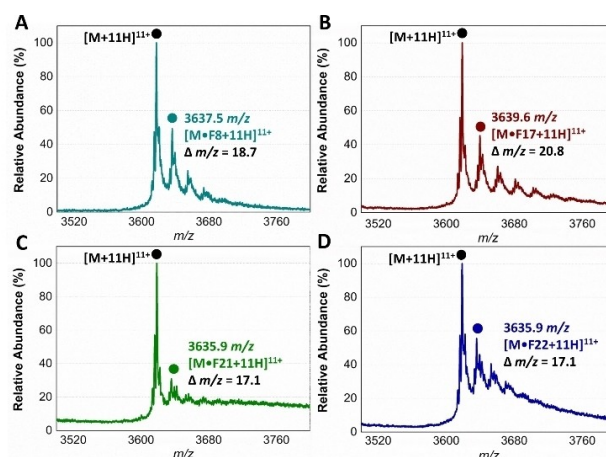 A
[M+11H]11+
100
80
60
40
20
0
Relative Abundance (%)
3637.5 m/z
[M•F8+11H]11+
Δ m/z = 18.7
3520
3600
3680
3760
m/z
B
[M+11H]11+
100
80
60
40
20
0
Relative Abundance (%)
3639.6 m/z
[M•F17+11H]11+
Δ m/z = 20.8
3520
3600
3680
3760
m/z
C
[M+11H]11+
100
80
60
40
20
0
Relative Abundance (%)
3635.9 m/z
[M•F21+11H]11+
Δ m/z = 17.1
3520
3600
3680
3760
m/z
D
[M+11H]11+
100
80
60
40
20
0
Relative Abundance (%)
3635.9 m/z
[M•F22+11H]11+
Δ m/z = 17.1
3520
3600
3680
3760
m/z